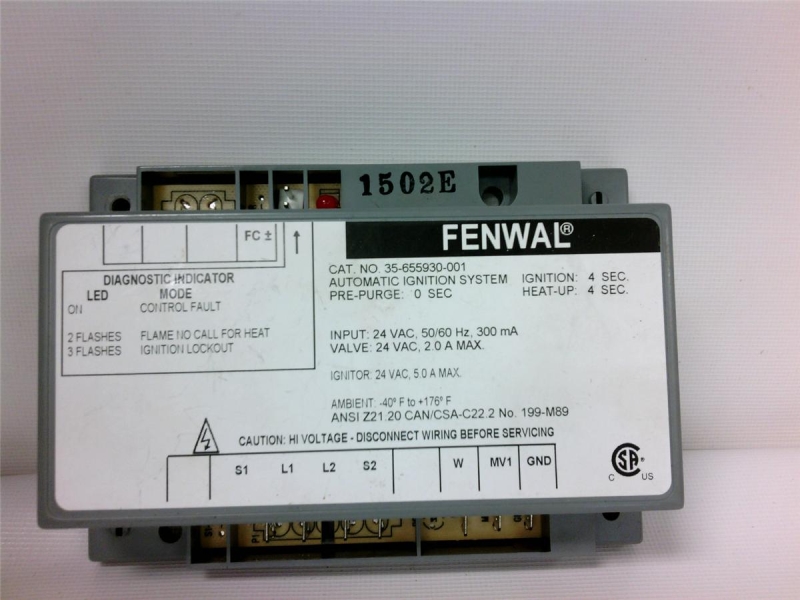 1502E
FENWAL®
FC ±
CAT. NO. 35-655930-001
AUTOMATIC IGNITION SYSTEM IGNITION: 4 SEC.
PRE-PURGE: 0 SEC HEAT-UP: 4 SEC.
DIAGNOSTIC INDICATOR
LED MODE
ON CONTROL FAULT
2 FLASHES FLAME NO CALL FOR HEAT
3 FLASHES IGNITION LOCKOUT
INPUT: 24 VAC, 50/60 Hz, 300 mA
VALVE: 24 VAC, 2.0 A MAX.
IGNITOR: 24 VAC, 5.0 A MAX.
AMBIENT: -40° F to +176° F
ANSI Z21.20 CAN/CSA-C22.2 No. 199-M89
CAUTION: HI VOLTAGE - DISCONNECT WIRING BEFORE SERVICING
S1 L1 L2 S2 W MV1 GND
CSA®
C US